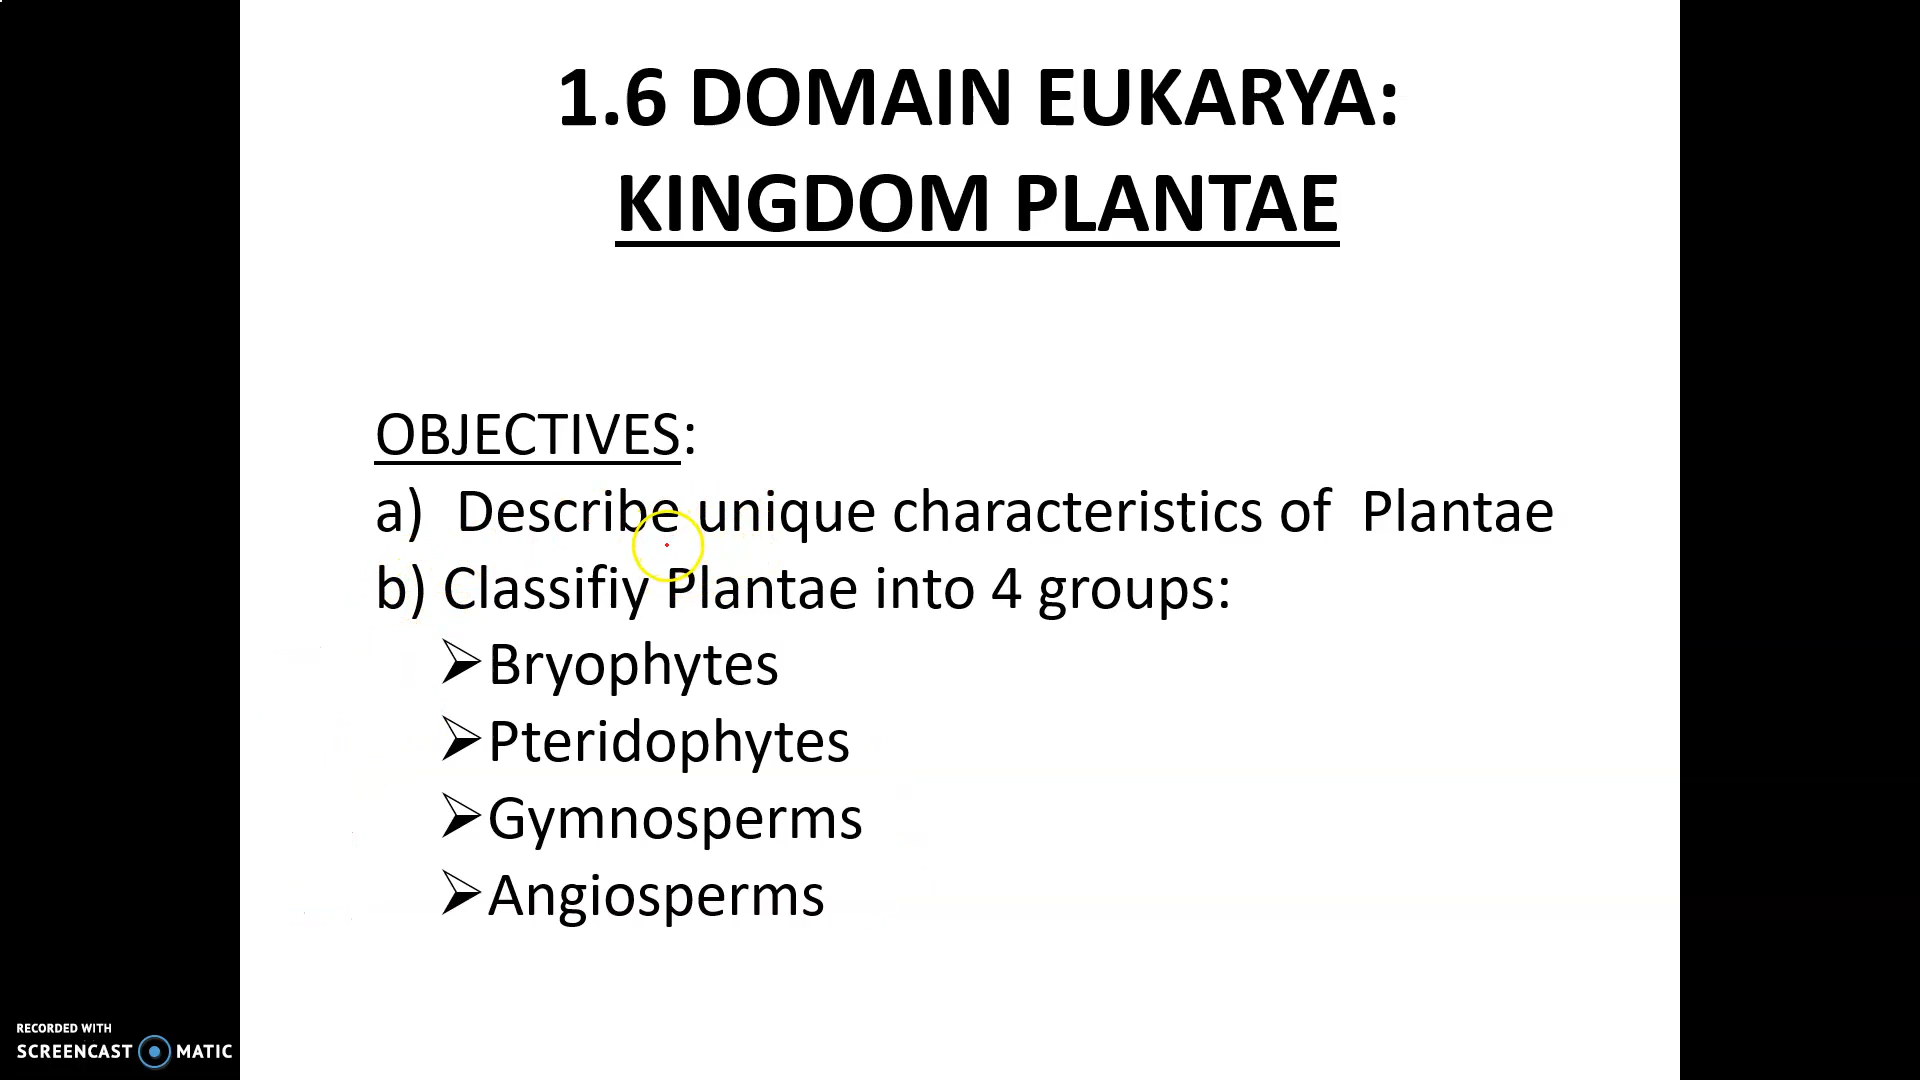 1.6 DOMAIN EUKARYA:
KINGDOM PLANTAE
OBJECTIVES:
a) Describe unique characteristics of Plantae
b) Classifiy Plantae into 4 groups:
Bryophytes
Pteridophytes
Gymnosperms
Angiosperms
RECORDED WITH
SCREENCAST MATIC